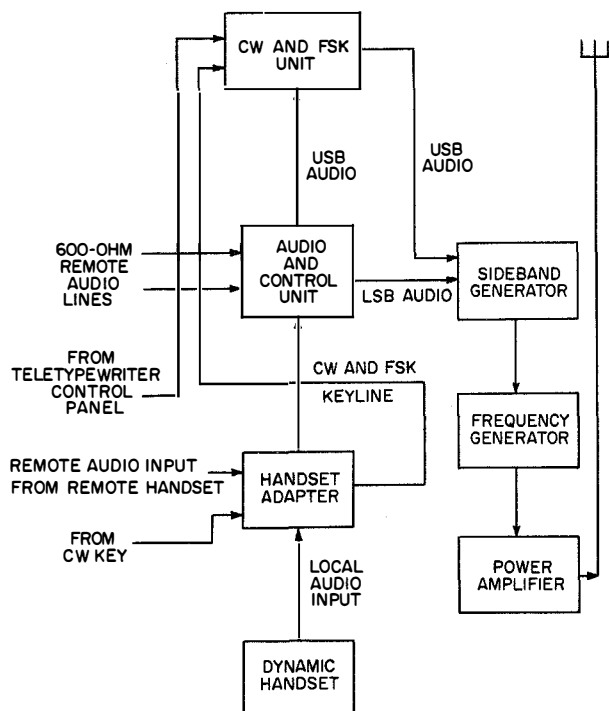 CW AND FSK
UNIT
USB
AUDIO
USB
AUDIO
600-OHM
REMOTE
AUDIO
LINES
AUDIO
AND
CONTROL
UNIT
LSB AUDIO
SIDEBAND
GENERATOR
FROM
TELETYPEWRITER
CONTROL
PANEL
CW AND FSK
KEYLINE
FREQUENCY
GENERATOR
REMOTE AUDIO INPUT
FROM REMOTE HANDSET
HANDSET
ADAPTER
FROM
CW KEY
LOCAL
AUDIO
INPUT
POWER
AMPLIFIER
DYNAMIC
HANDSET